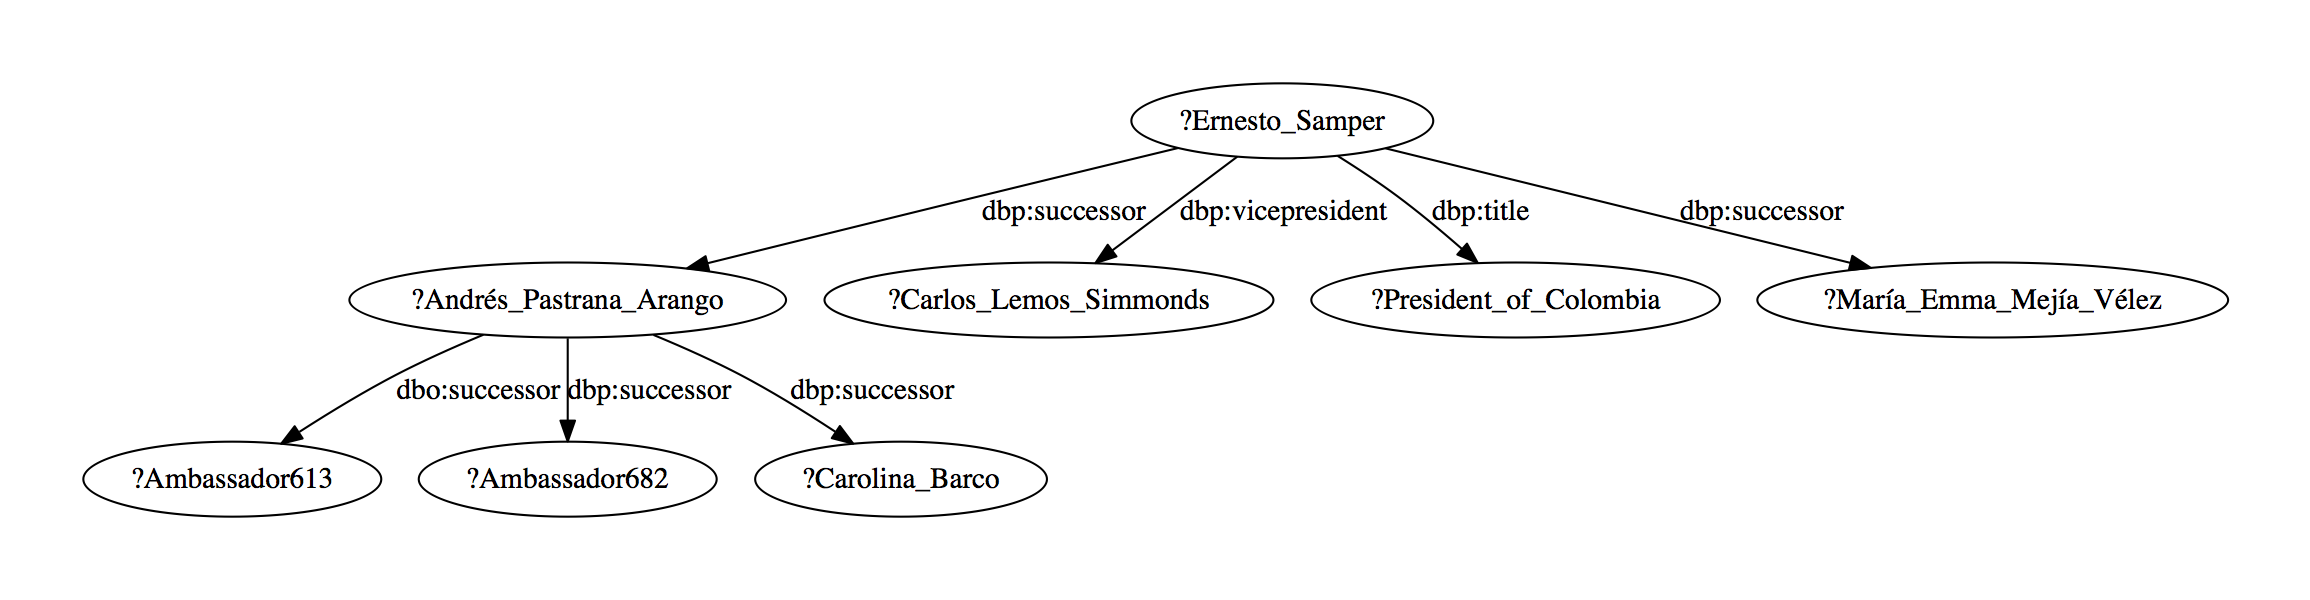 ?Ernesto_Samper
dbp:successor
dbp:vicepresident
dbp:title
dbp:successor
?Andrés_Pastrana_Arango
?Carlos_Lemos_Simmonds
?President_of_Colombia
?María_Emma_Mejía_Vélez
dbo:successor
dbp:successor
dbp:successor
?Ambassador613
?Ambassador682
?Carolina_Barco